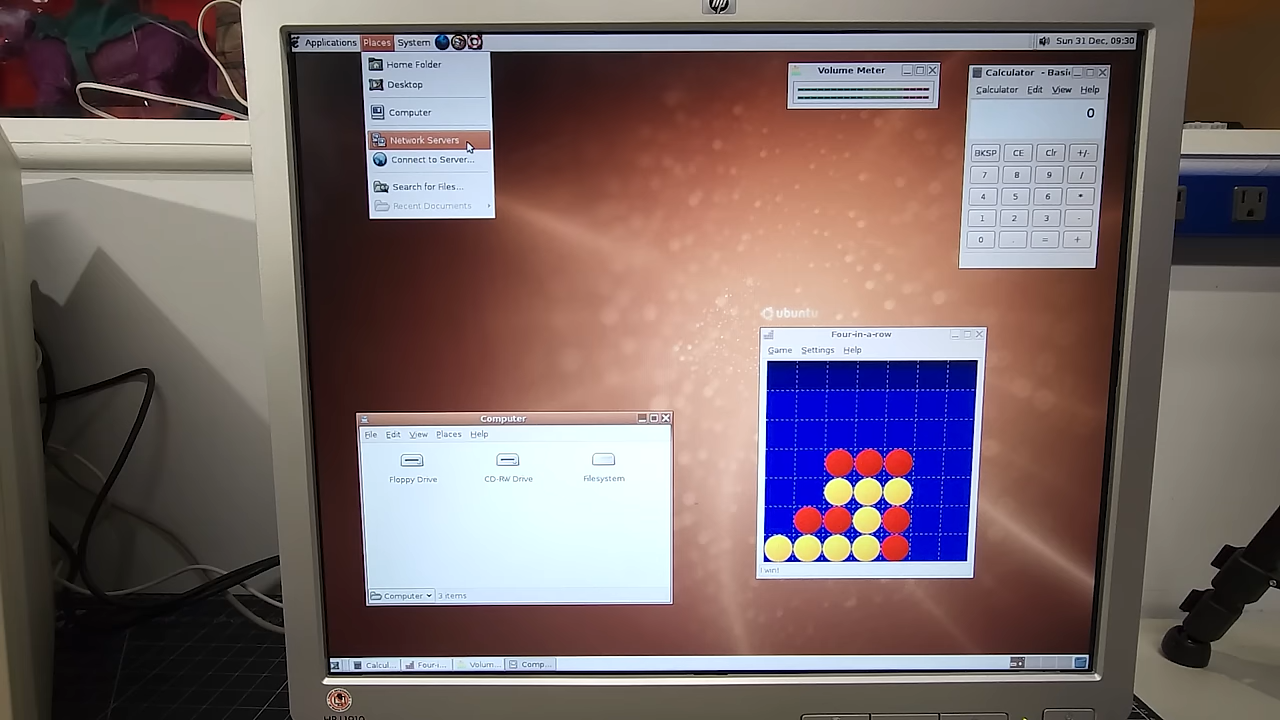 hp
Applications Places System Sun 31 Dec, 09:30
Home Folder
Desktop
Computer
Network Servers
Connect to Server...
Search for Files...
Recent Documents
Volume Meter
Calculator - Basi
Calculator Edit View Help
0
BKSP CE Clr +/-
7 8 9 /
4 5 6 *
1 2 3 -
0 . = +
ubuntu
Four-in-a-row
Game Settings Help
I win!
Computer
File Edit View Places Help
Floppy Drive CD-RW Drive Filesystem
Computer 3 items
Calcul... Four-i... Volum... Comp...